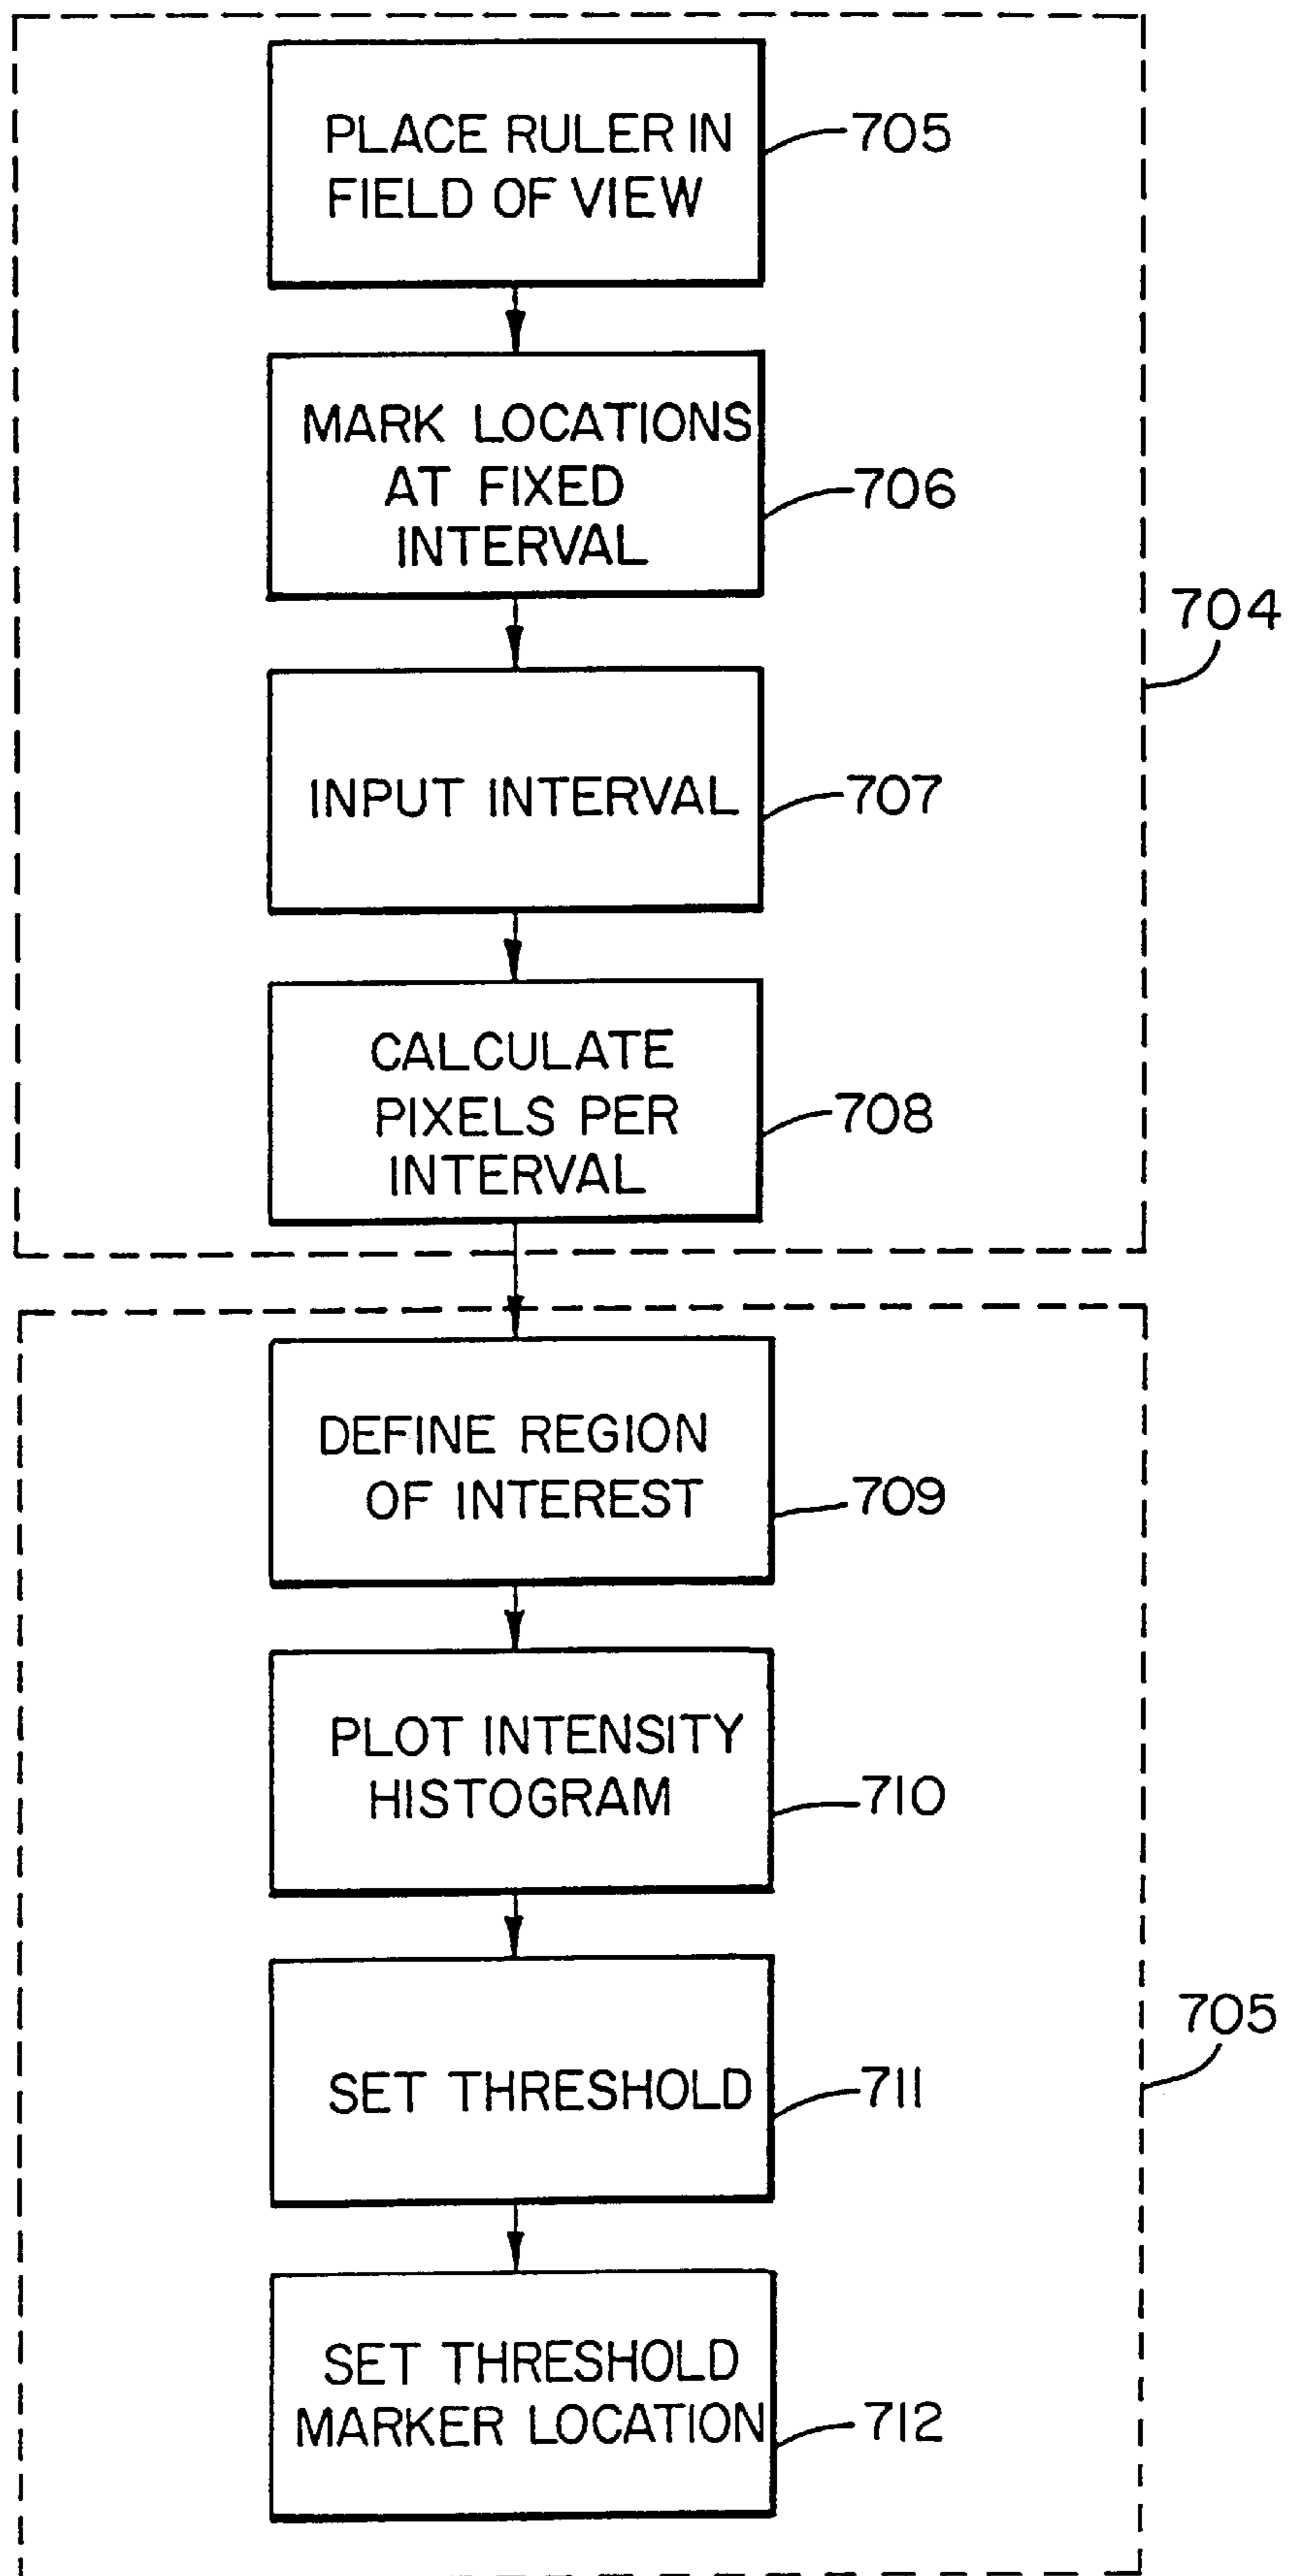 PLACE RULER IN
FIELD OF VIEW
705
MARK LOCATIONS
AT FIXED
INTERVAL
706
704
INPUT INTERVAL
707
CALCULATE
PIXELS PER
INTERVAL
708
DEFINE REGION
OF INTEREST
709
PLOT INTENSITY
HISTOGRAM
710
705
SET THRESHOLD
711
SET THRESHOLD
MARKER LOCATION
712